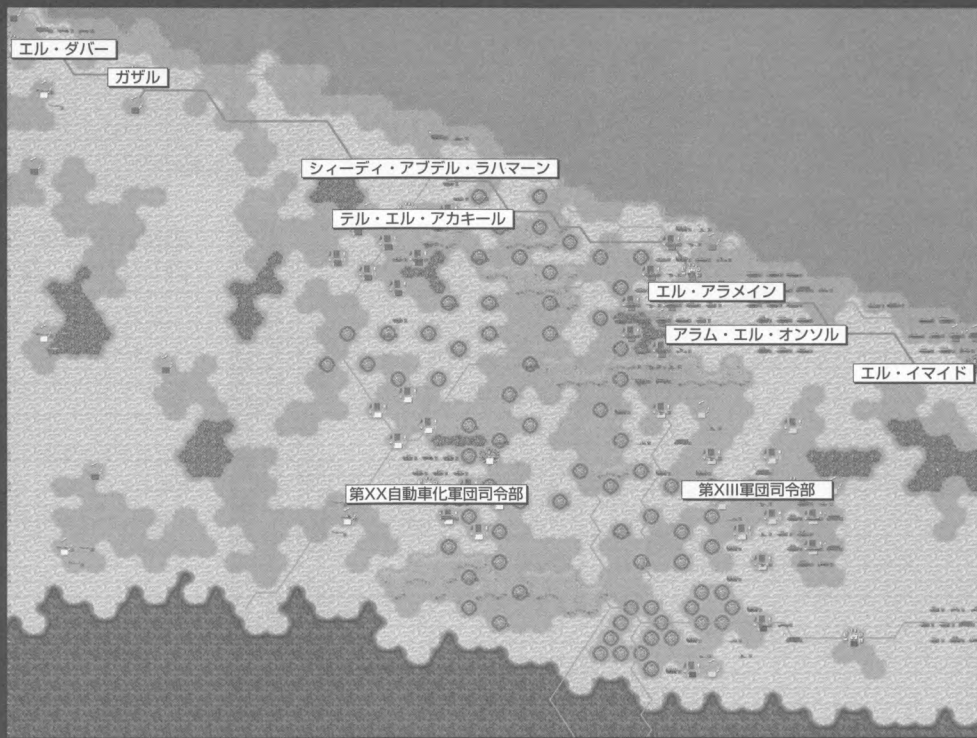 エル・ダバー
ガザル
シィーディ・アブデル・ラハマーン
テル・エル・アカキール
エル・アラメイン
アラム・エル・オンソル
エル・イマイド
第XX自動車化軍団司令部
第XIII軍団司令部